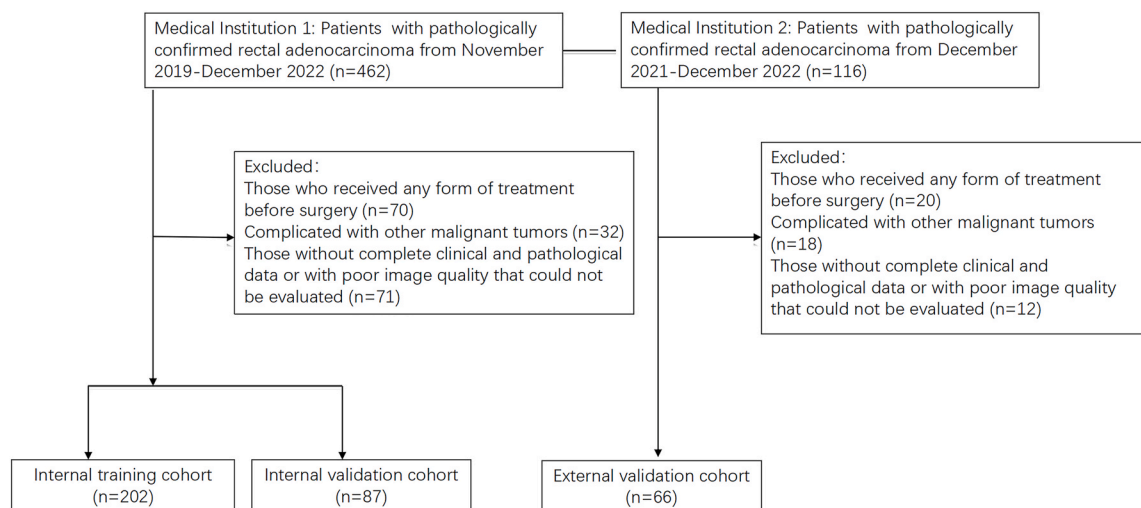 Medical Institution 1: Patients with pathologically
confirmed rectal adenocarcinoma from November
2019-December 2022 (n=462)
Medical Institution 2: Patients with pathologically
confirmed rectal adenocarcinoma from December
2021-December 2022 (n=116)
Excluded:
Those who received any form of treatment
before surgery (n=70)
Complicated with other malignant tumors (n=32)
Those without complete clinical and pathological
data or with poor image quality that could not
be evaluated (n=71)
Excluded:
Those who received any form of treatment
before surgery (n=20)
Complicated with other malignant tumors
(n=18)
Those without complete clinical and
pathological data or with poor image quality
that could not be evaluated (n=12)
Internal training cohort
(n=202)
Internal validation cohort
(n=87)
External validation cohort
(n=66)